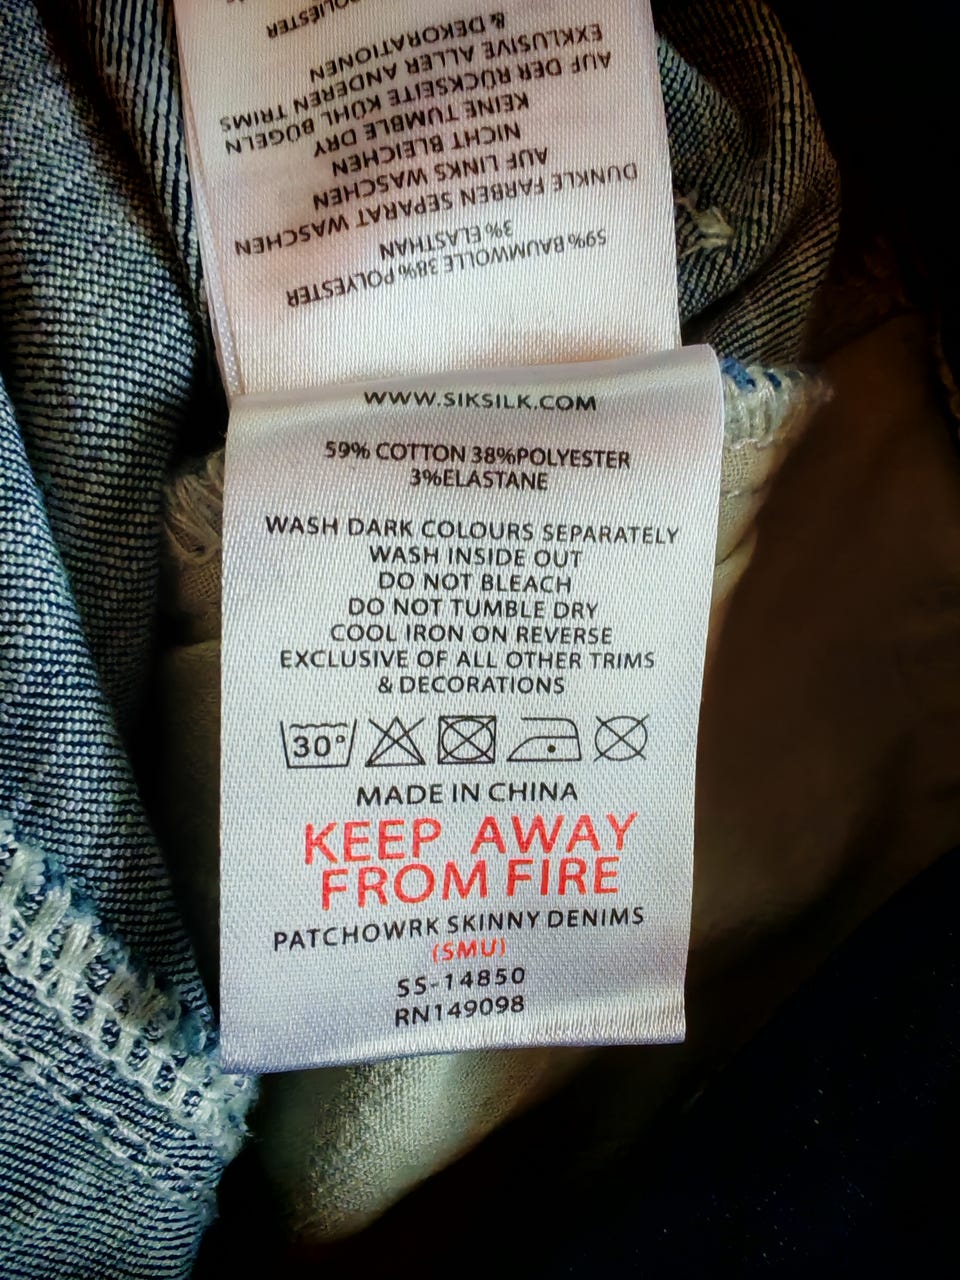 WWW.SIKSILK.COM
59% COTTON 38%POLYESTER
3%ELASTANE
WASH DARK COLOURS SEPARATELY
WASH INSIDE OUT
DO NOT BLEACH
DO NOT TUMBLE DRY
COOL IRON ON REVERSE
EXCLUSIVE OF ALL OTHER TRIMS
& DECORATIONS
30°
MADE IN CHINA
KEEP AWAY
FROM FIRE
PATCHOWRK SKINNY DENIMS
(SMU)
SS-14850
RN149098
59%BAUMWOLLE 38%POLYESTER
3%ELASTHAN
DUNKLE FARBEN SEPARAT WASCHEN
AUF LINKS WASCHEN
NICHT BLEICHEN
KEINE TUMBLE DRY
AUF DER RÜCKSEITE KÜHL BÜGELN
EXKLUSIVE ALLER ANDEREN TRIMS
& DEKORATIONEN